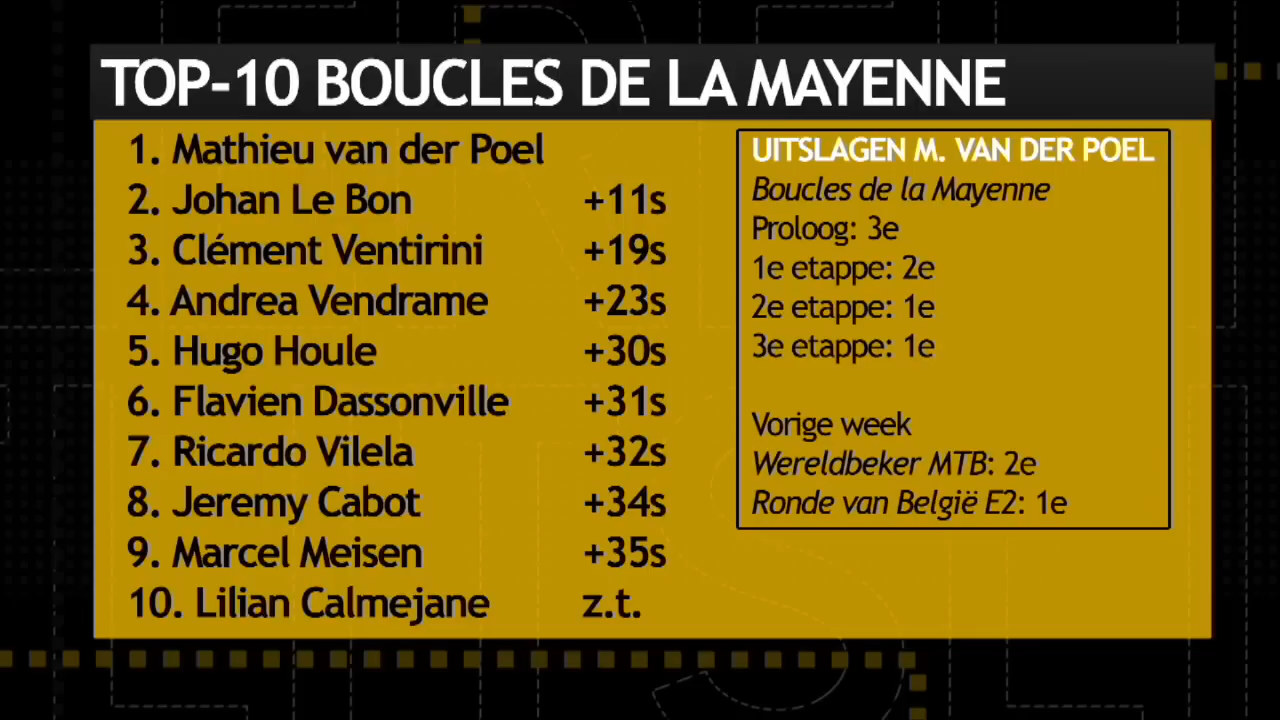 TOP-10 BOUCLES DE LA MAYENNE
1. Mathieu van der Poel
2. Johan Le Bon +11s
3. Clément Ventirini +19s
4. Andrea Vendrame +23s
5. Hugo Houle +30s
6. Flavien Dassonville +31s
7. Ricardo Vilela +32s
8. Jeremy Cabot +34s
9. Marcel Meisen +35s
10. Lilian Calmejane z.t.
UITSLAGEN M. VAN DER POEL
Boucles de la Mayenne
Proloog: 3e
1e etappe: 2e
2e etappe: 1e
3e etappe: 1e
Vorige week
Wereldbeker MTB: 2e
Ronde van België E2: 1e